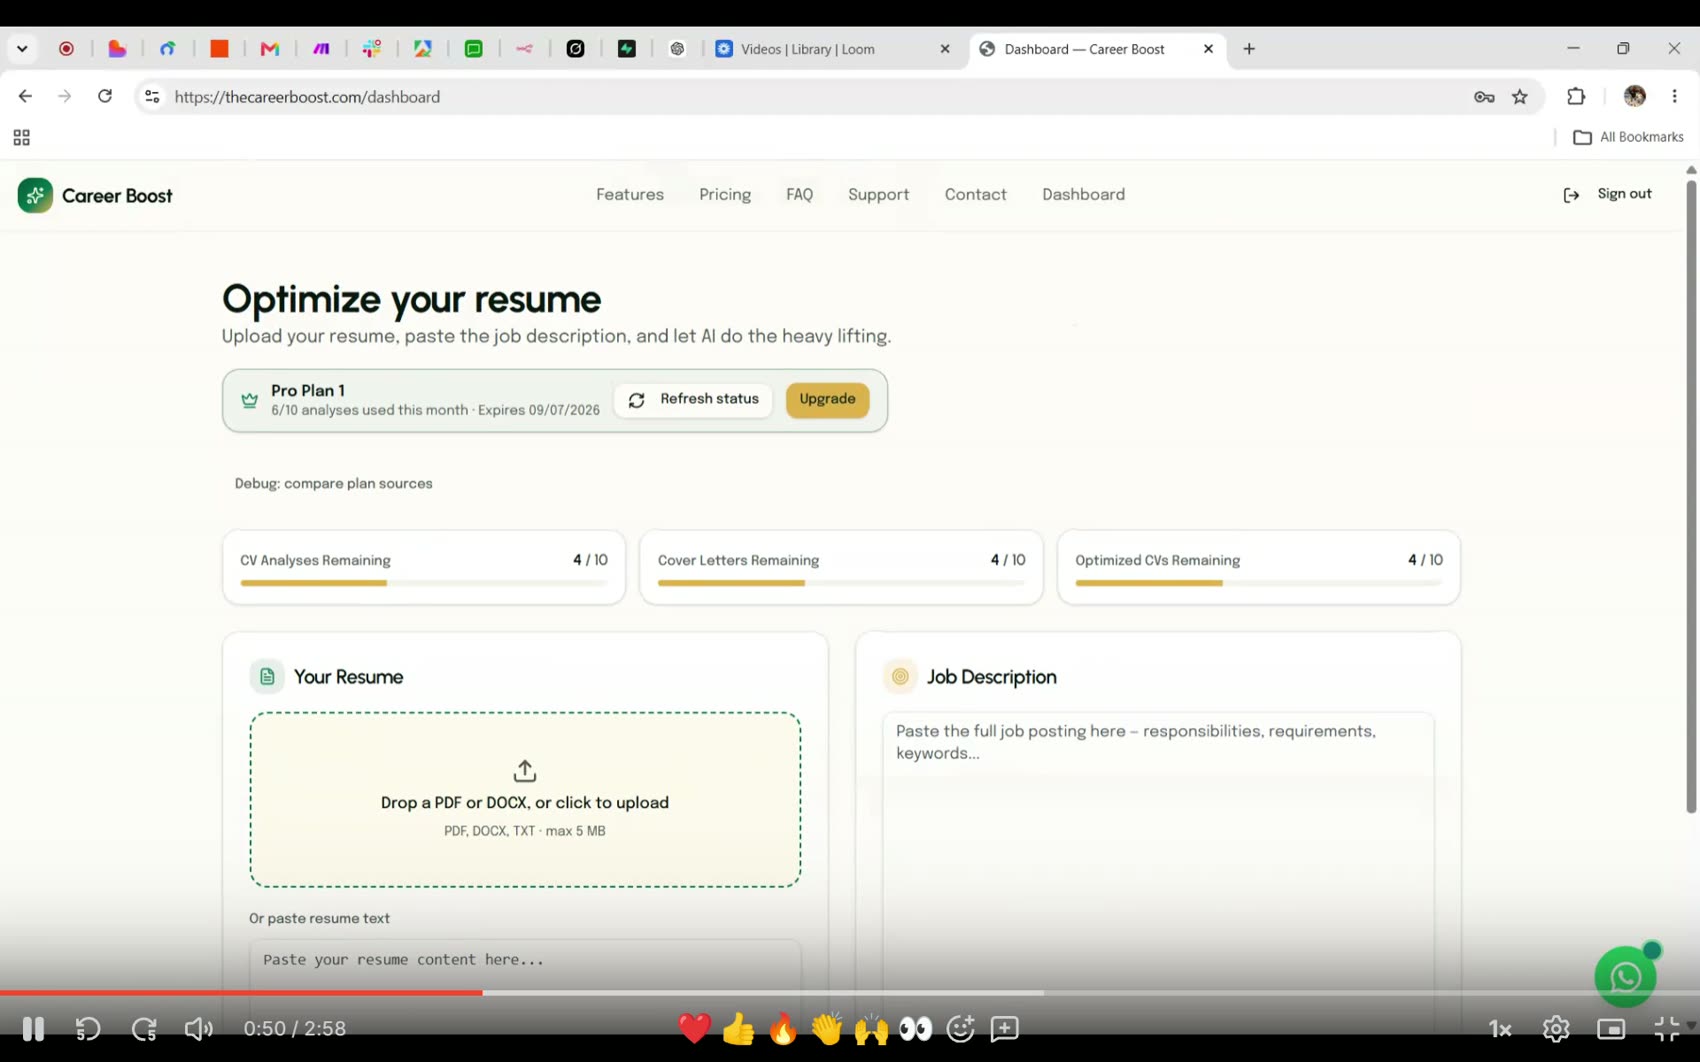 Videos | Library | Loom
Dashboard — Career Boost
https://thecareerboost.com/dashboard
All Bookmarks
Career Boost
Features
Pricing
FAQ
Support
Contact
Dashboard
Sign out
Optimize your resume
Upload your resume, paste the job description, and let AI do the heavy lifting.
Pro Plan 1
6/10 analyses used this month · Expires 09/07/2026
Refresh status
Upgrade
Debug: compare plan sources
CV Analyses Remaining
4 / 10
Cover Letters Remaining
4 / 10
Optimized CVs Remaining
4 / 10
Your Resume
Drop a PDF or DOCX, or click to upload
PDF, DOCX, TXT · max 5 MB
Or paste resume text
Paste your resume content here...
Job Description
Paste the full job posting here – responsibilities, requirements,
keywords...
5
5
0:50 / 2:58
1x